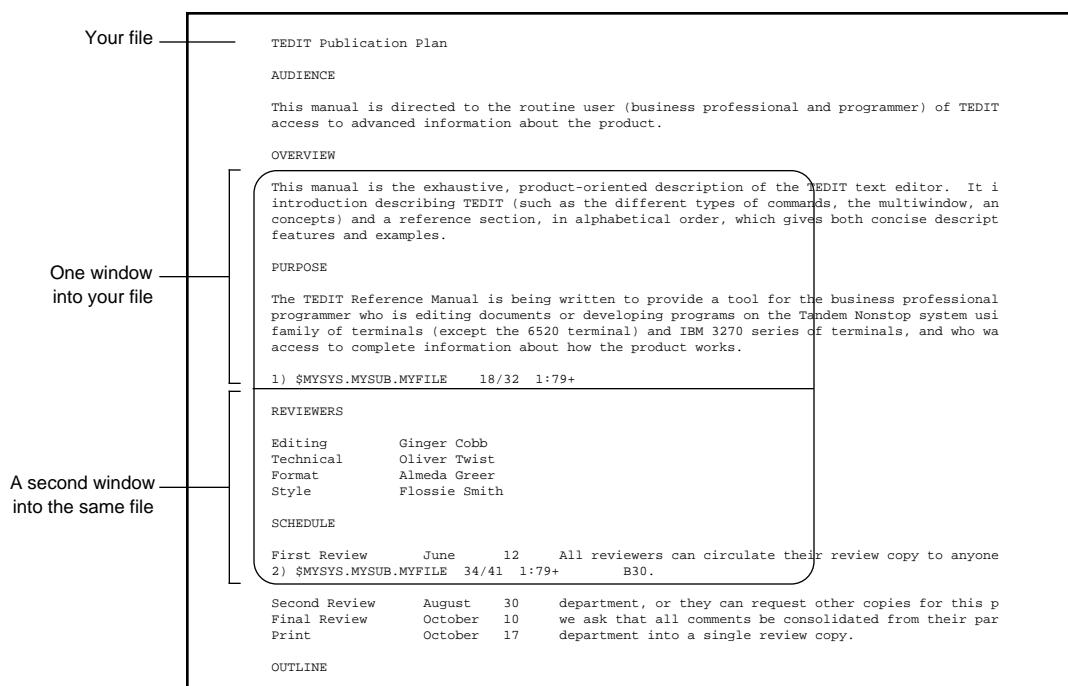 Your file
TEDIT Publication Plan
AUDIENCE
This manual is directed to the routine user (business professional and programmer) of TEDIT
access to advanced information about the product.
OVERVIEW
This manual is the exhaustive, product-oriented description of the TEDIT text editor.  It i
introduction describing TEDIT (such as the different types of commands, the multiwindow, an
concepts) and a reference section, in alphabetical order, which gives both concise descript
features and examples.
One window
into your file
PURPOSE
The TEDIT Reference Manual is being written to provide a tool for the business professional
programmer who is editing documents or developing programs on the Tandem Nonstop system usi
family of terminals (except the 6520 terminal) and IBM 3270 series of terminals, and who wa
access to complete information about how the product works.
1) $MYSYS.MYSUB.MYFILE    18/32  1:79+
A second window
into the same file
REVIEWERS
Editing        Ginger Cobb
Technical      Oliver Twist
Format         Almeda Greer
Style          Flossie Smith
SCHEDULE
First Review      June     12    All reviewers can circulate their review copy to anyone
2) $MYSYS.MYSUB.MYFILE  34/41  1:79+       B30.
Second Review     August   30    department, or they can request other copies for this p
Final Review      October  10    we ask that all comments be consolidated from their par
Print             October  17    department into a single review copy.
OUTLINE